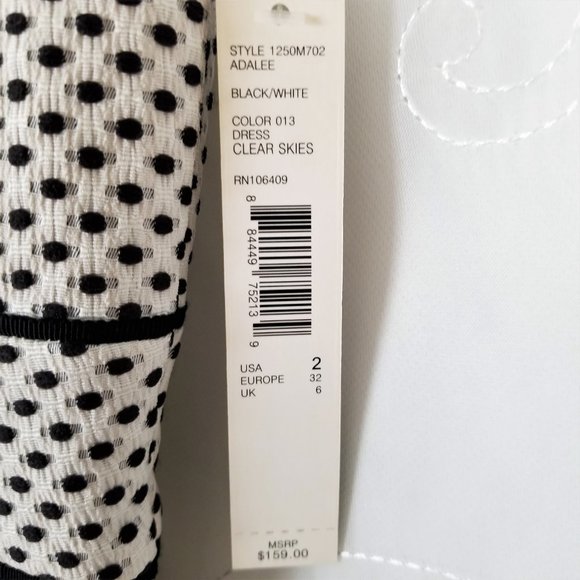 STYLE 1250M702
ADALEE
BLACK/WHITE
COLOR 013
DRESS
CLEAR SKIES
RN106409
8 84449 75213 9
USA 2
EUROPE 32
UK 6
MSRP
$159.00